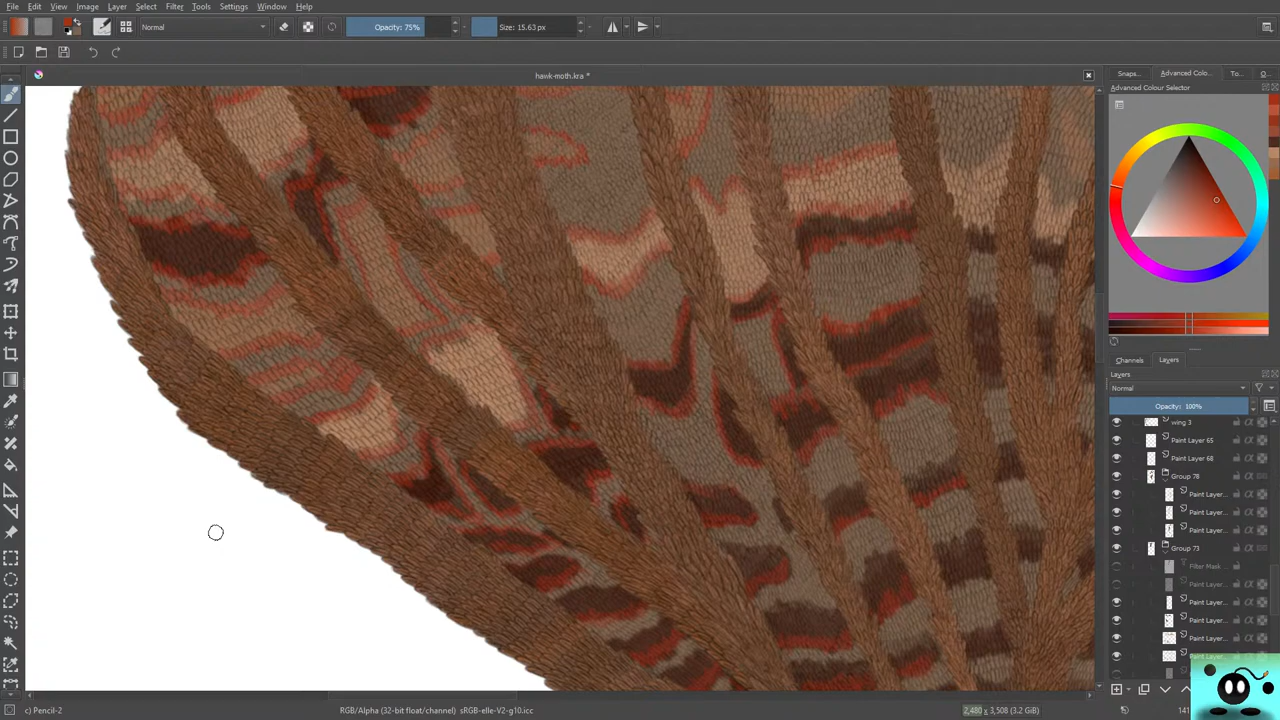 File Edit View Image Layer Select Filter Tools Settings Window Help
Normal Opacity: 75% Size: 15.63 px
hawk-moth.kra *
Snaps... Advanced Colo... To... O...
Advanced Colour Selector
Channels Layers
Layers
Normal
Opacity: 100%
wing 3
Paint Layer 65
Paint Layer 68
Group 78
Paint Layer...
Paint Layer...
Paint Layer...
Group 73
Filter Mask ...
Paint Layer...
Paint Layer...
Paint Layer...
Paint Layer...
Paint Layer...
c) Pencil-2 RGB/Alpha (32-bit float/channel) sRGB-elle-V2-g10.icc 2,480 x 3,508 (3.2 GiB) 141